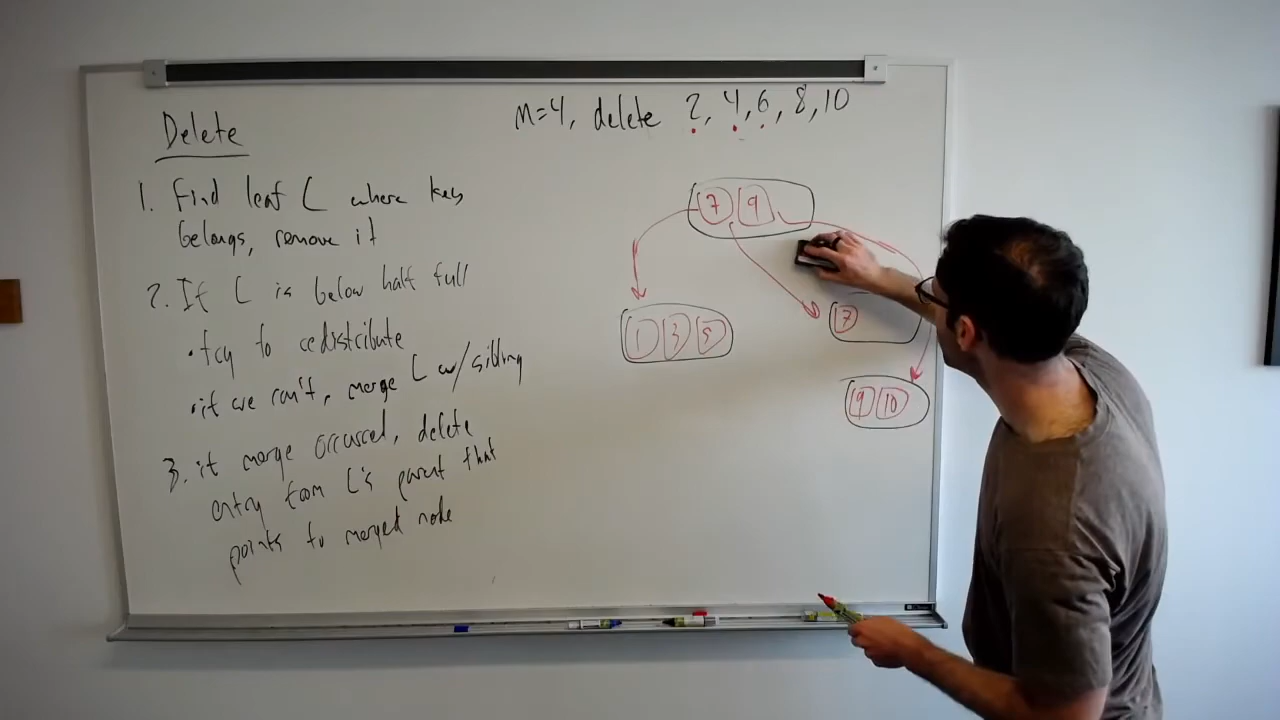 Delete
M=4, delete 2, 4, 6, 8, 10
1. Find leaf L where key
belongs, remove it
2. If L is below half full
• try to redistribute
• if we can't, merge L w/sibling
3. if merge occurred, delete
entry from L's parent that
points to merged node
7 9
1 3 5
7
9 10